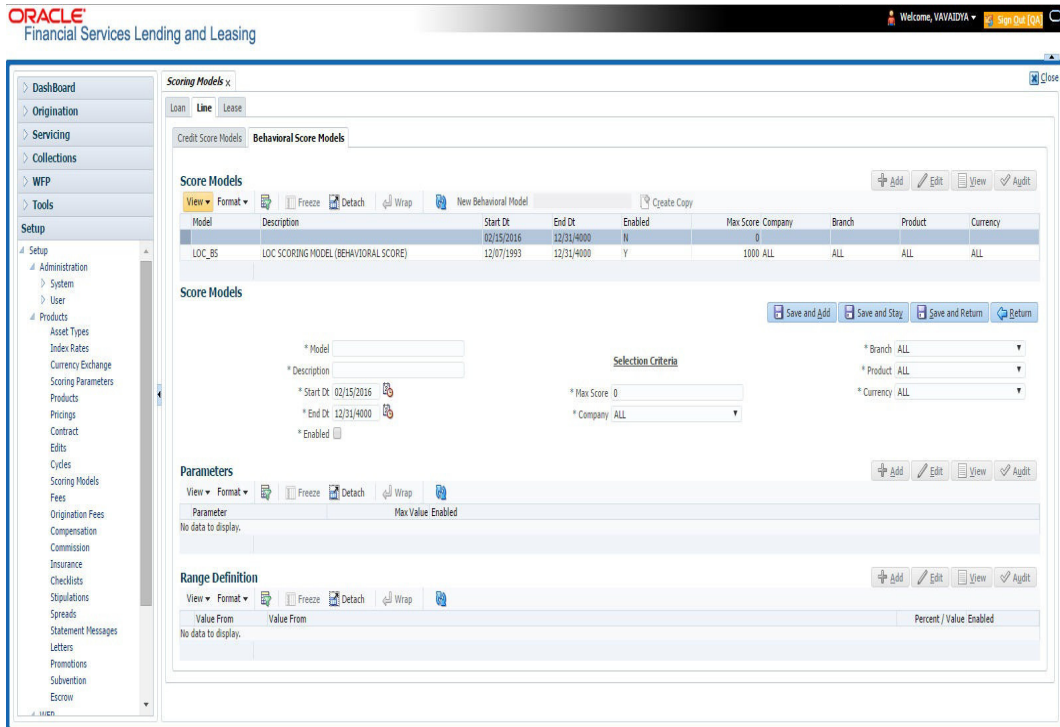 ORACLE
Financial Services Lending and Leasing
Welcome, VAVAIDYA
Sign Out [QA
DashBoard
Origination
Servicing
Collections
WFP
Tools
Setup
Setup
Administration
System
User
Products
Asset Types
Index Rates
Currency Exchange
Scoring Parameters
Products
Pricings
Contract
Edits
Cycles
Scoring Models
Fees
Origination Fees
Compensation
Commission
Insurance
Checklists
Stipulations
Spreads
Statement Messages
Letters
Promotions
Subvention
Escrow
WFP
Scoring Models x
Close
Loan Line Lease
Credit Score Models Behavioral Score Models
Score Models
Add Edit View Audit
View Format Freeze Detach Wrap New Behavioral Model Create Copy
Model Description Start Dt End Dt Enabled Max Score Company Branch Product Currency
02/15/2016 12/31/4000 N 0
LOC_BS LOC SCORING MODEL (BEHAVIORAL SCORE) 12/07/1993 12/31/4000 Y 1000 ALL ALL ALL ALL
Score Models
Save and Add Save and Stay Save and Return Return
* Model
* Description
* Start Dt 02/15/2016
* End Dt 12/31/4000
* Enabled
Selection Criteria
* Max Score 0
* Company ALL
* Branch ALL
* Product ALL
* Currency ALL
Parameters
Add Edit View Audit
View Format Freeze Detach Wrap
Parameter Max Value Enabled
No data to display.
Range Definition
Add Edit View Audit
View Format Freeze Detach Wrap
Value From Value From Percent / Value Enabled
No data to display.